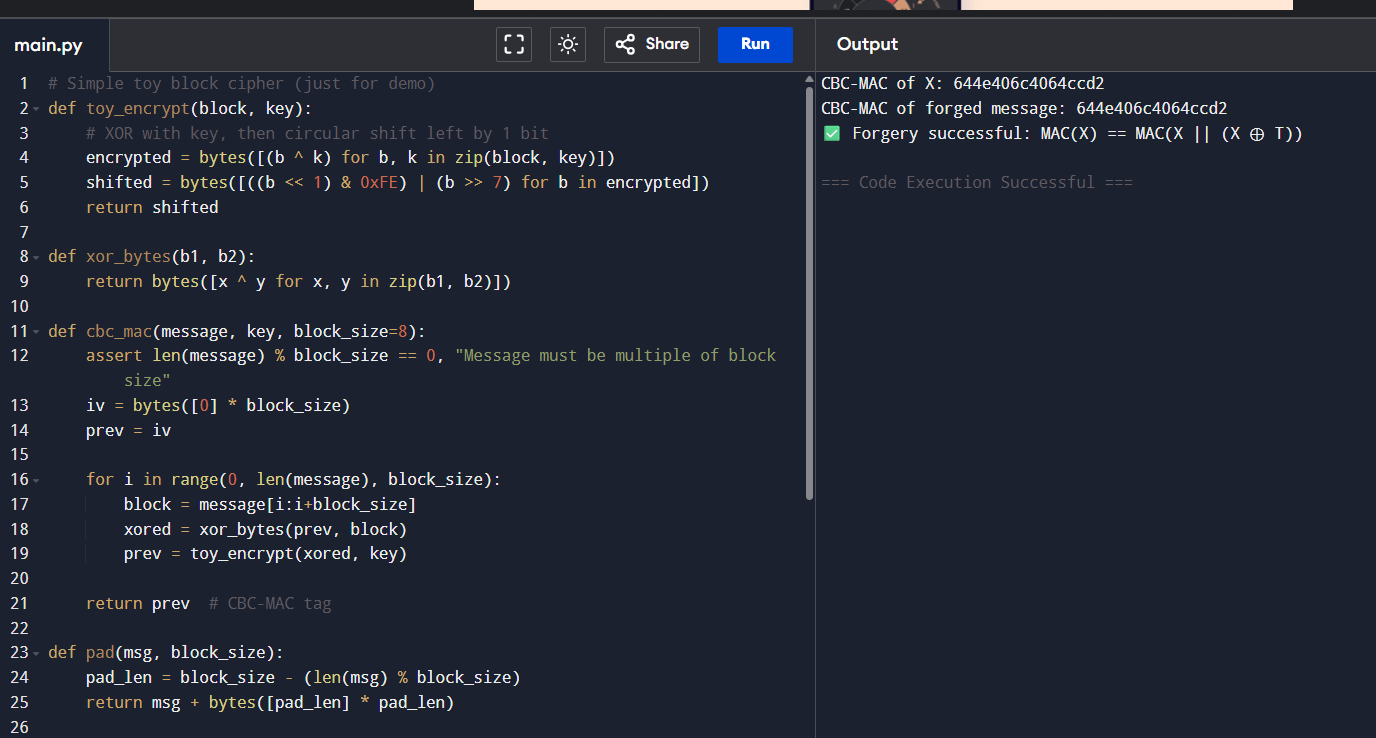 main.py
Share
Run
Output
1 # Simple toy block cipher (just for demo)
2 def toy_encrypt(block, key):
3     # XOR with key, then circular shift left by 1 bit
4     encrypted = bytes([(b ^ k) for b, k in zip(block, key)])
5     shifted = bytes([((b << 1) & 0xFE) | (b >> 7) for b in encrypted])
6     return shifted
7
8 def xor_bytes(b1, b2):
9     return bytes([x ^ y for x, y in zip(b1, b2)])
10
11 def cbc_mac(message, key, block_size=8):
12     assert len(message) % block_size == 0, "Message must be multiple of block
size"
13     iv = bytes([0] * block_size)
14     prev = iv
15
16     for i in range(0, len(message), block_size):
17         block = message[i:i+block_size]
18         xored = xor_bytes(prev, block)
19         prev = toy_encrypt(xored, key)
20
21     return prev  # CBC-MAC tag
22
23 def pad(msg, block_size):
24     pad_len = block_size - (len(msg) % block_size)
25     return msg + bytes([pad_len] * pad_len)
26
CBC-MAC of X: 644e406c4064ccd2
CBC-MAC of forged message: 644e406c4064ccd2
✅ Forgery successful: MAC(X) == MAC(X || (X ⊕ T))
=== Code Execution Successful ===